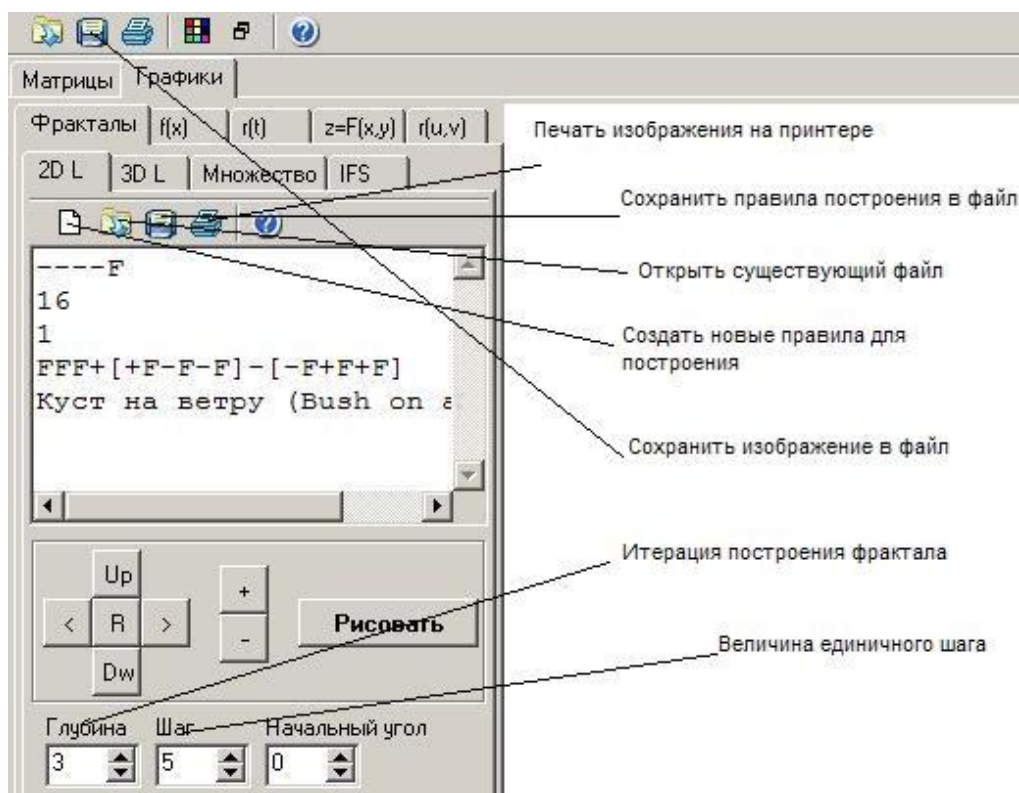 Матрицы Графики
Фракталы f(x) r(t) z=F(x,y) r(u,v)
2D L 3D L Множество IFS
----F
16
1
FFF+[+F-F-F]-[-F+F+F]
Куст на ветру (Bush on a
Up
< R >
Dw
+
-
Рисовать
Глубина Шаг Начальный угол
3 5 0
Печать изображения на принтере
Сохранить правила построения в файл
Открыть существующий файл
Создать новые правила для
построения
Сохранить изображение в файл
Итерация построения фрактала
Величина единичного шага